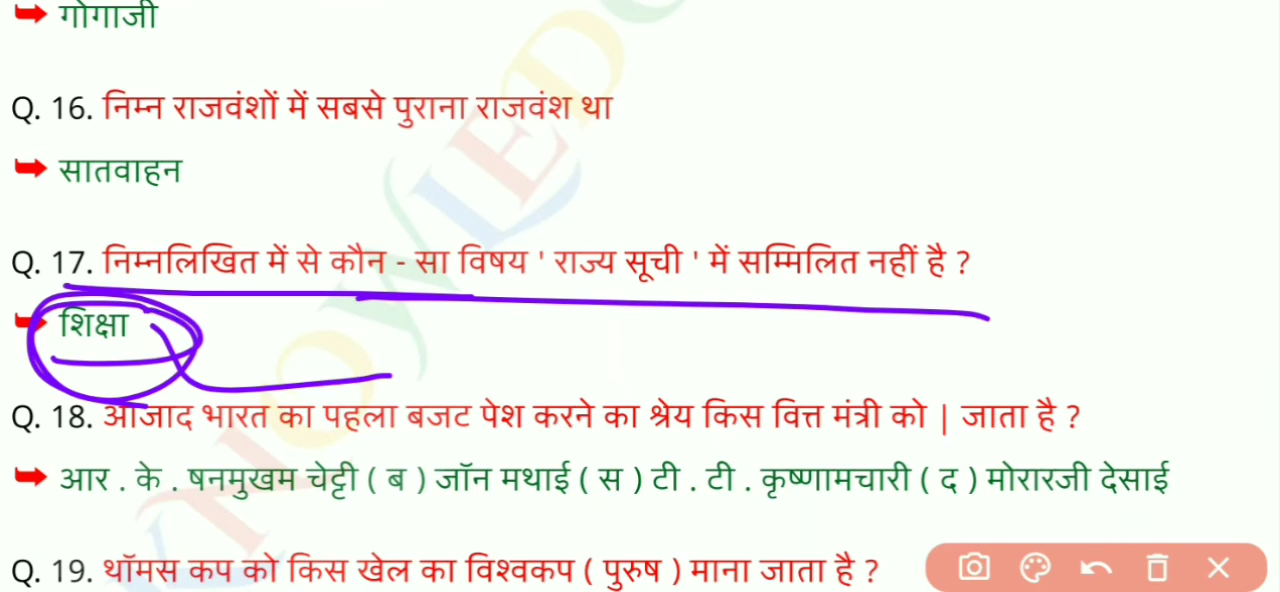 ➡ गोगाजी
Q. 16. निम्न राजवंशों में सबसे पुराना राजवंश था
➡ सातवाहन
Q. 17. निम्नलिखित में से कौन - सा विषय ' राज्य सूची ' में सम्मिलित नहीं है ?
➡ शिक्षा
Q. 18. आजाद भारत का पहला बजट पेश करने का श्रेय किस वित्त मंत्री को | जाता है ?
➡ आर . के . षनमुखम चेट्टी ( ब ) जॉन मथाई ( स ) टी . टी . कृष्णामचारी ( द ) मोरारजी देसाई
Q. 19. थॉमस कप को किस खेल का विश्वकप ( पुरुष ) माना जाता है ?